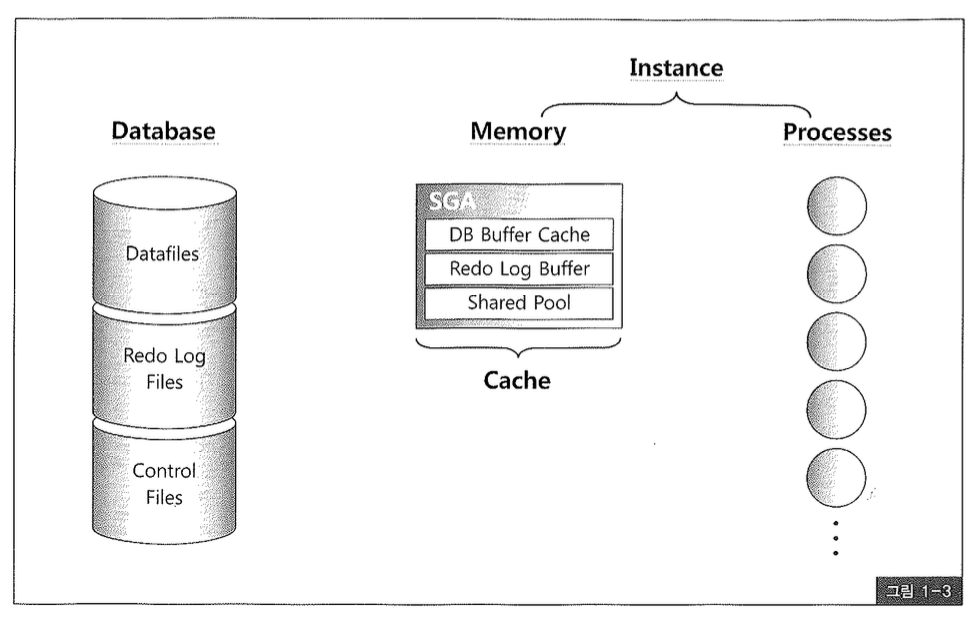 Instance
Database
Memory
Processes
SGA
DB Buffer Cache
Redo Log Buffer
Shared Pool
Cache
Datafiles
Redo Log
Files
Control
Files
그림 1-3